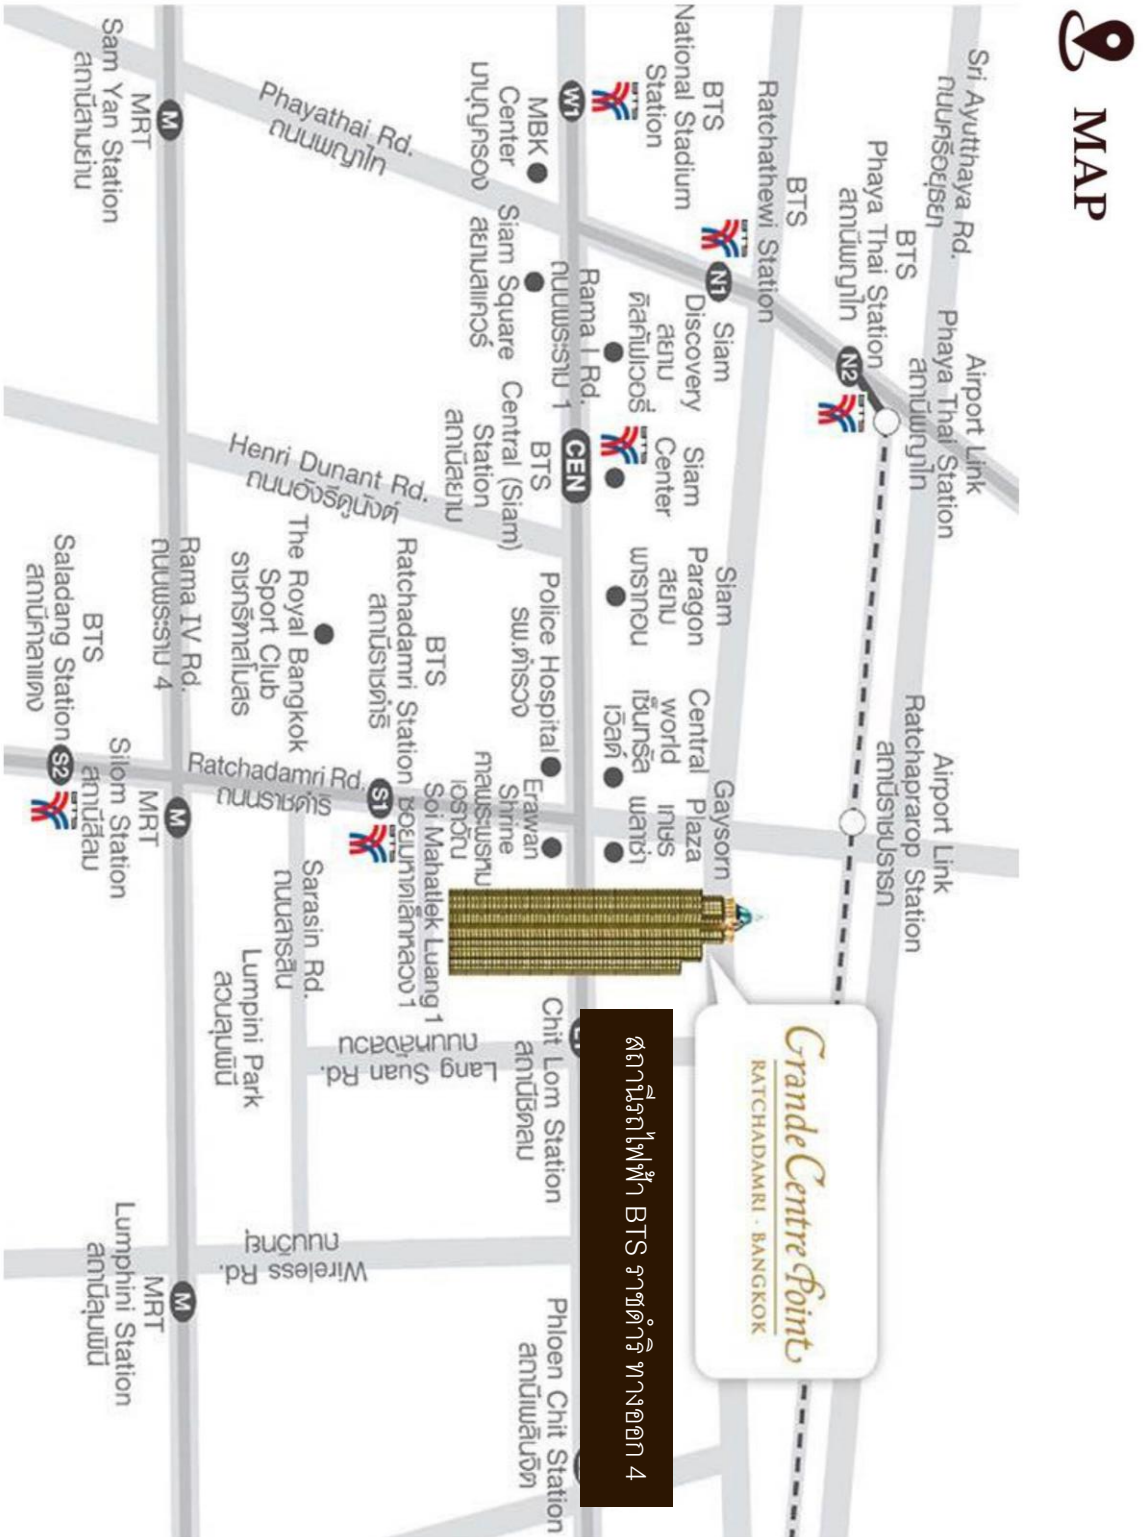 MAP
Sri Ayutthaya Rd.
ถนนศรีอยุธยา
BTS
Phaya Thai Station
สถานีพญาไท
N2
BTS
Airport Link
Phaya Thai Station
สถานีพญาไท
Airport Link
Ratchaprarop Station
สถานีราชปรารภ
BTS
Ratchathewi Station
N1
BTS
BTS
National Stadium
Station
W1
BTS
MBK
Center
มาบุญครอง
Siam Square
สยามสแควร์
Phayathai Rd.
ถนนพญาไท
Rama I Rd.
ถนนพระราม 1
Siam
Discovery
สยาม
ดิสคัฟเวอรี่
Siam
Center
BTS
CEN
BTS
Central (Siam)
Station
สถานีสยาม
Siam
Paragon
สยาม
พารากอน
Central
world
เซ็นทรัล
เวิลด์
Gaysorn
Plaza
เกษร
พลาซ่า
Grande Centre Point
RATCHADAMRI · BANGKOK
สถานีรถไฟฟ้า BTS ราชดำริ ทางออก 4
Police Hospital
รพ.ตำรวจ
Erawan
Shrine
ศาลพระพรหม
เอราวัณ
Chit Lom Station
สถานีชิดลม
Phloen Chit Station
สถานีเพลินจิต
Henri Dunant Rd.
ถนนอังรีดูนังต์
The Royal Bangkok
Sport Club
ราชกรีฑาสโมสร
BTS
Ratchadamri Station
สถานีราชดำริ
S1
BTS
Soi Mahatlek Luang 1
ซอยมหาดเล็กหลวง 1
Ratchadamri Rd.
ถนนราชดำริ
Sarasin Rd.
ถนนสารสิน
Lang Suan Rd.
ถนนหลังสวน
Lumpini Park
สวนลุมพินี
Wireless Rd.
ถนนวิทยุ
M
MRT
Sam Yan Station
สถานีสามย่าน
Rama IV Rd.
ถนนพระราม 4
BTS
Saladang Station
สถานีศาลาแดง
S2
BTS
M
MRT
Silom Station
สถานีสีลม
M
MRT
Lumphini Station
สถานีลุมพินี